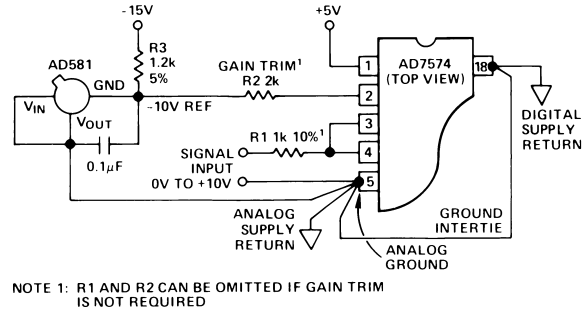 -15V
+5V
R3
1.2k
5%
AD581
GND
VIN
VOUT
0.1μF
-10V REF
GAIN TRIM¹
R2 2k
R1 1k 10%¹
SIGNAL
INPUT
0V TO +10V
1
2
3
4
5
AD7574
(TOP VIEW)
18
DIGITAL
SUPPLY
RETURN
GROUND
INTERTIE
ANALOG
SUPPLY
RETURN
ANALOG
GROUND
NOTE 1: R1 AND R2 CAN BE OMITTED IF GAIN TRIM
IS NOT REQUIRED